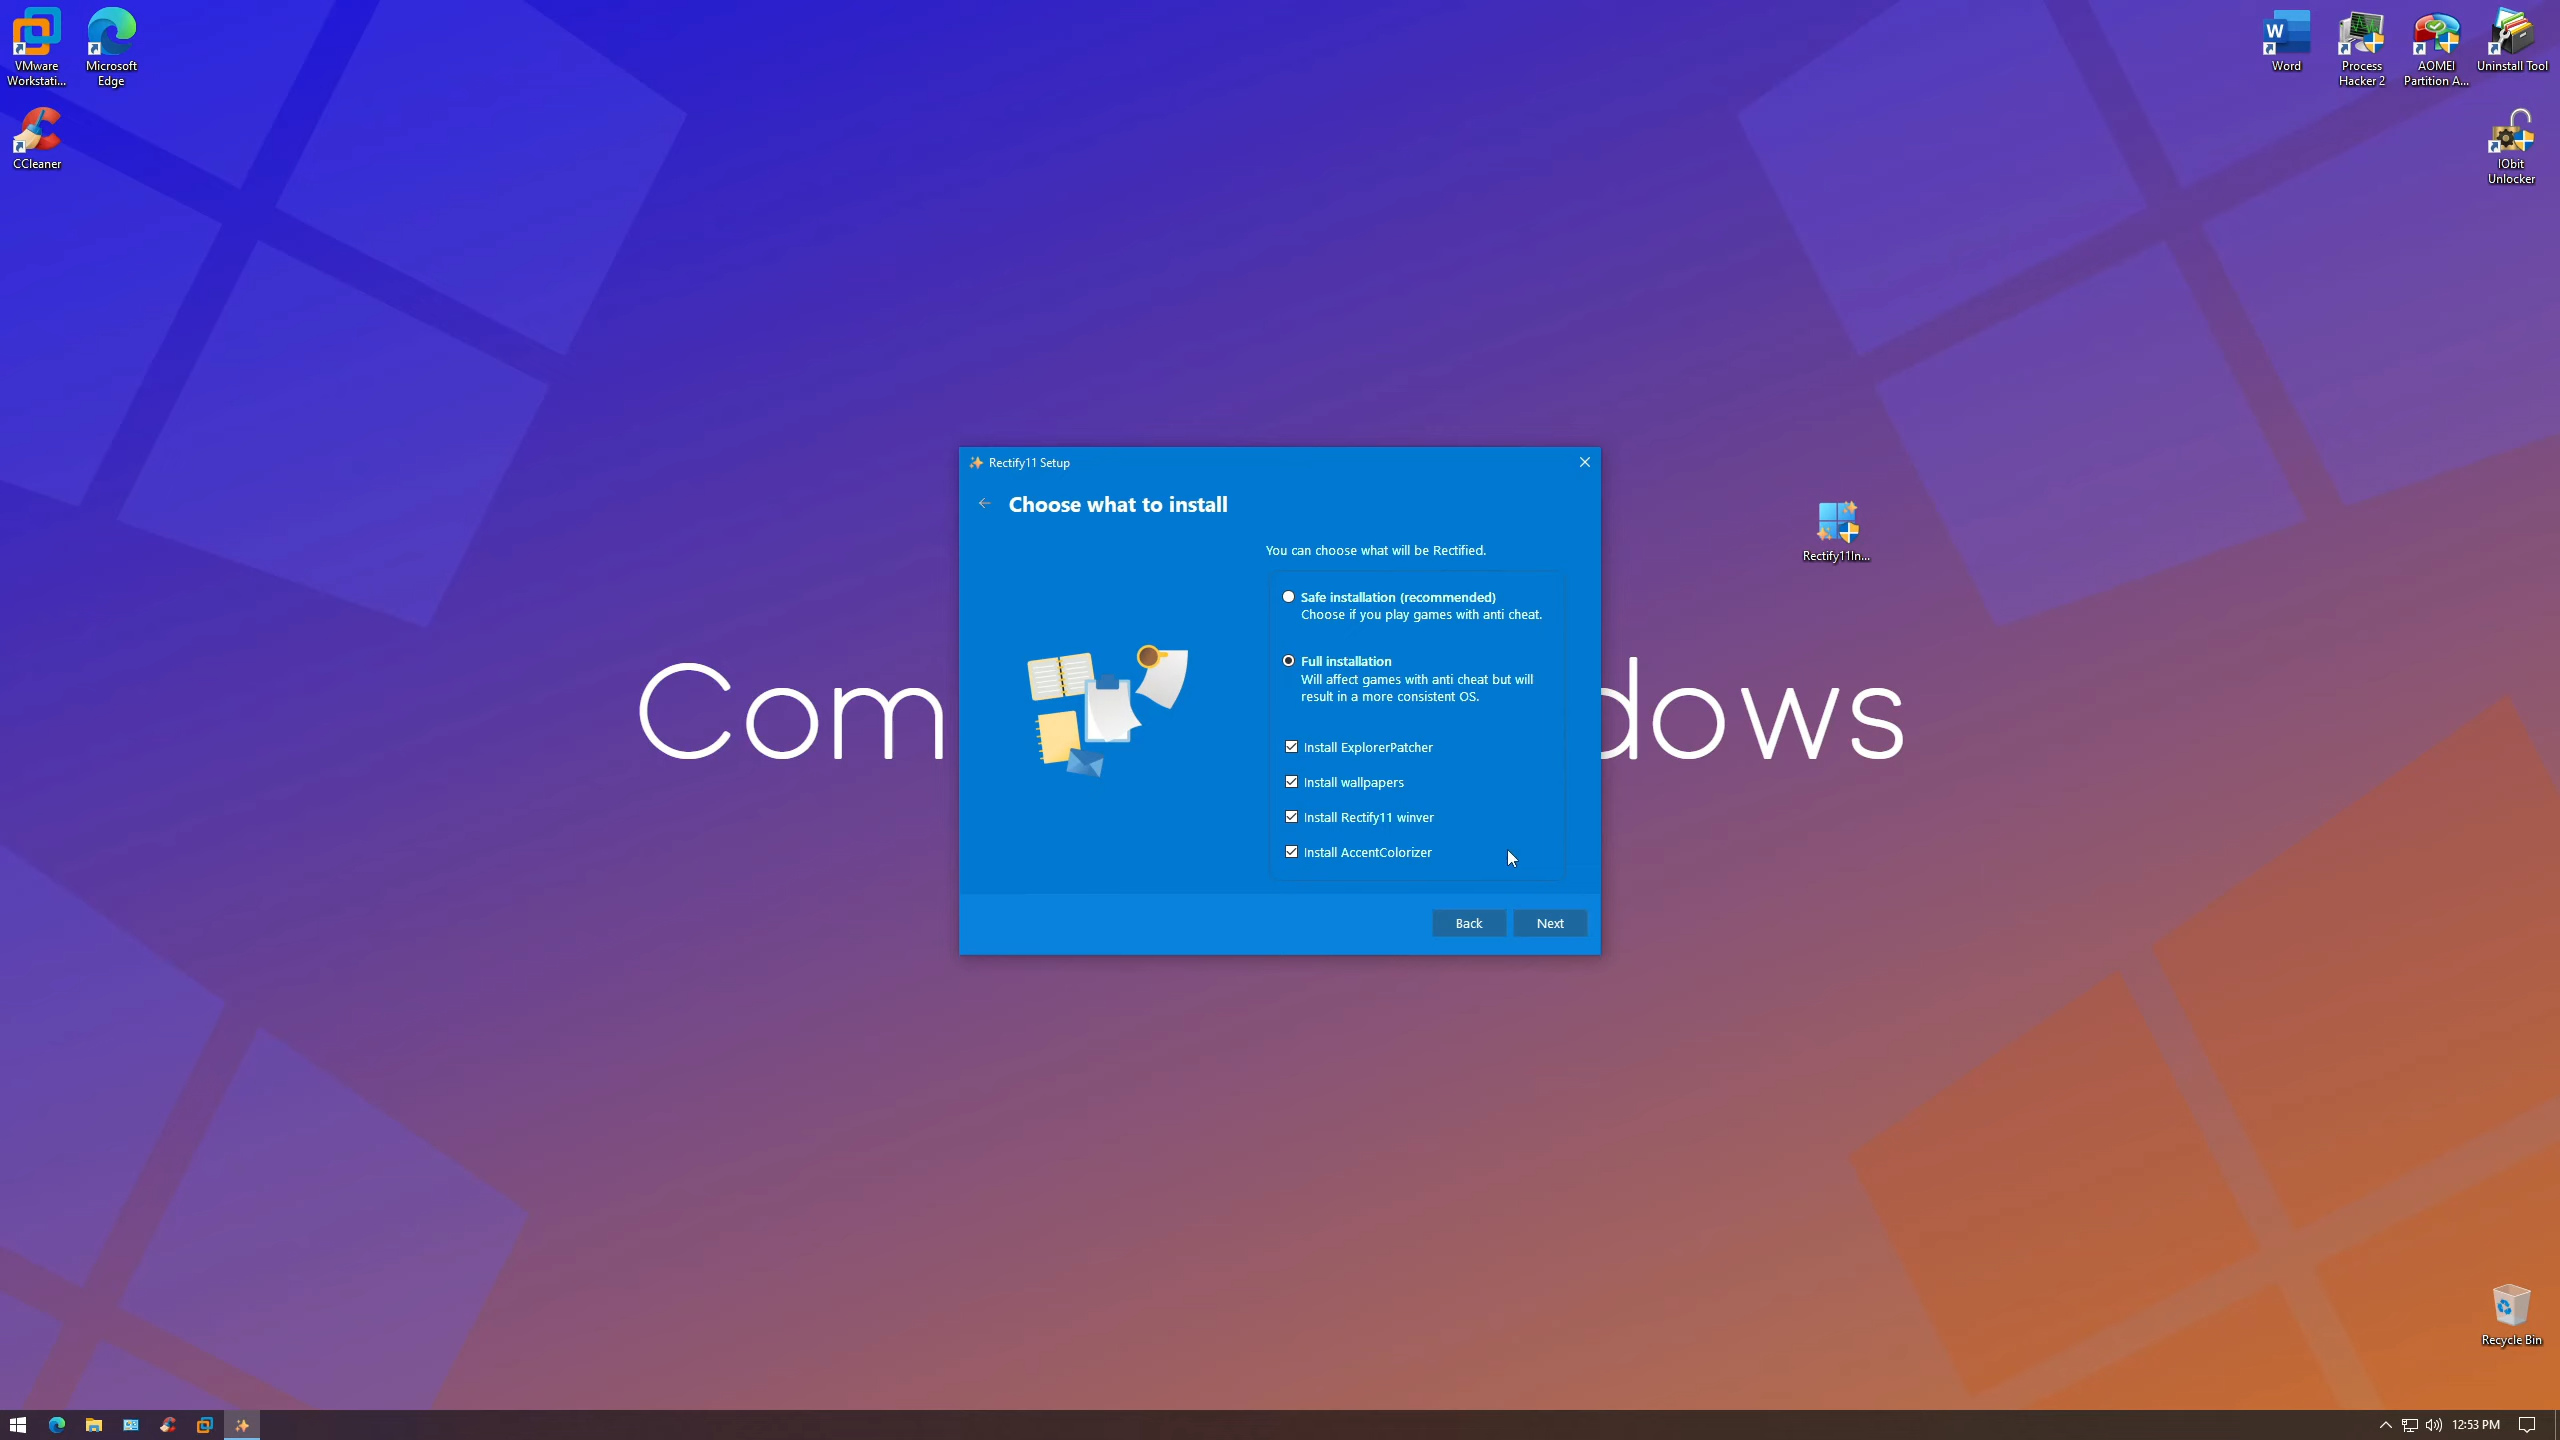 VMware
Workstati...
Microsoft
Edge
CCleaner
Word
Process
Hacker 2
AOMEI
Partition A...
Uninstall Tool
IObit
Unlocker
Rectify11 Setup
Choose what to install
You can choose what will be Rectified.
Safe installation (recommended)
Choose if you play games with anti cheat.
Full installation
Will affect games with anti cheat but will
result in a more consistent OS.
Install ExplorerPatcher
Install wallpapers
Install Rectify11 winver
Install AccentColorizer
Back
Next
Rectify11In...
Com
dows
Recycle Bin
12:53 PM